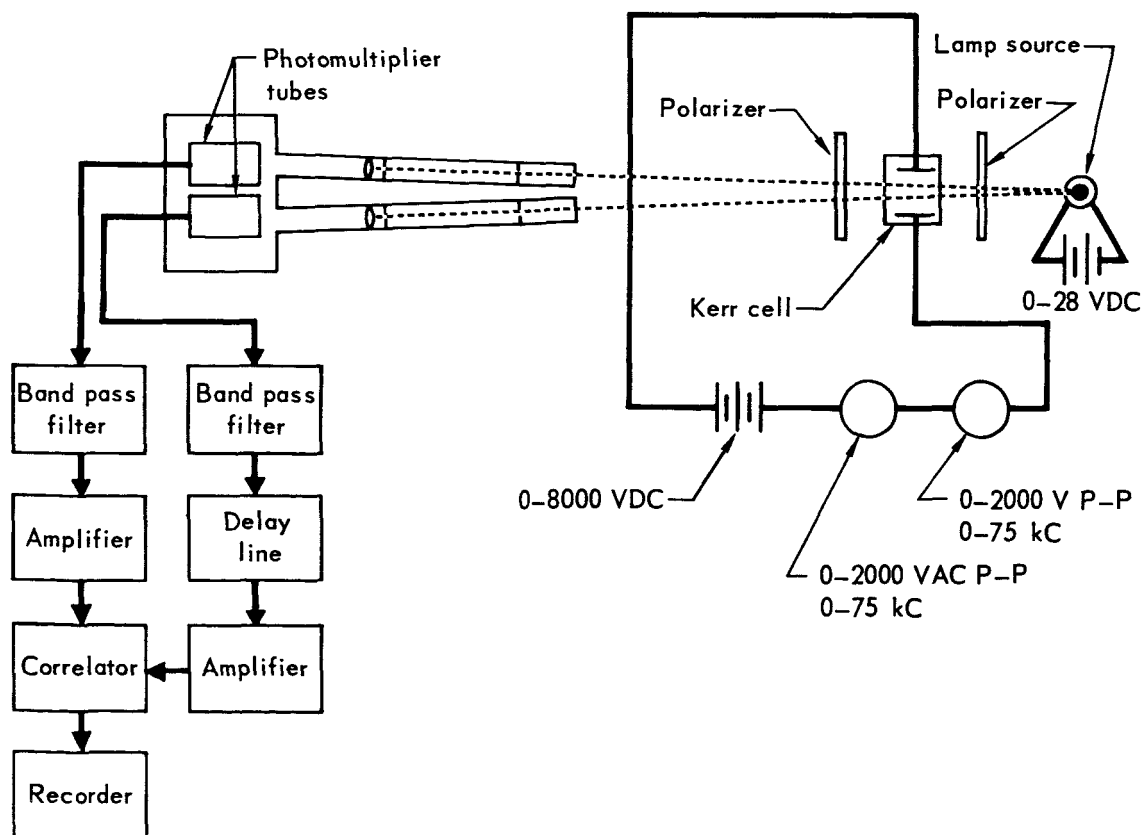 Lamp source
Photomultiplier
tubes
Polarizer
Polarizer
Kerr cell
0-28 VDC
Band pass
filter
Band pass
filter
0-8000 VDC
0-2000 V P-P
0-75 kC
0-2000 VAC P-P
0-75 kC
Amplifier
Delay
line
Correlator
Amplifier
Recorder